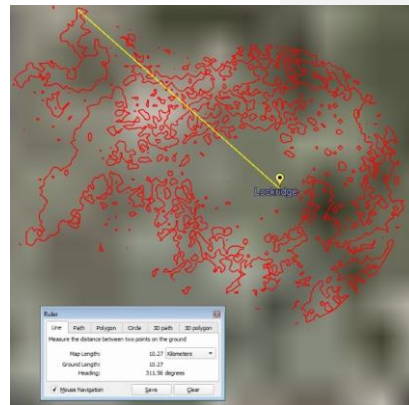 Lockridge
Ruler
Line Path Polygon Circle 3D path 3D polygon
Measure the distance between two points on the ground
Map Length: 10.27 Kilometers
Ground Length: 10.27
Heading: 311.56 degrees
Mouse Navigation Save Clear